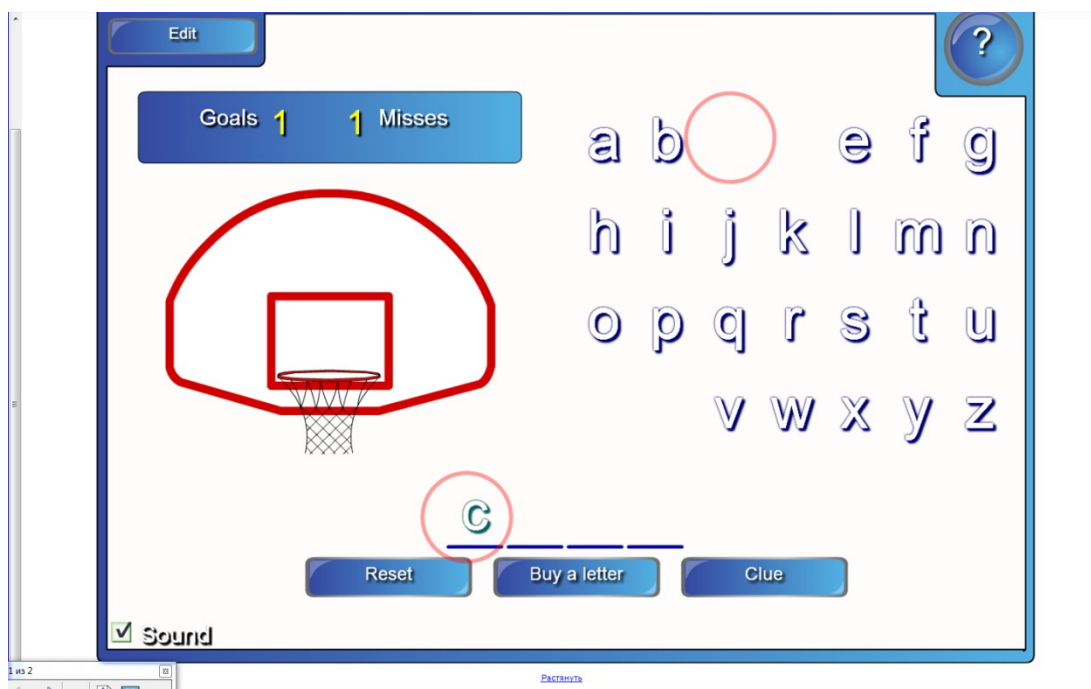 Edit
?
Goals 1 1 Misses
a b e f g
h i j k l m n
o p q r s t u
v w x y z
c
Reset Buy a letter Clue
Sound
1 из 2
Растянуть